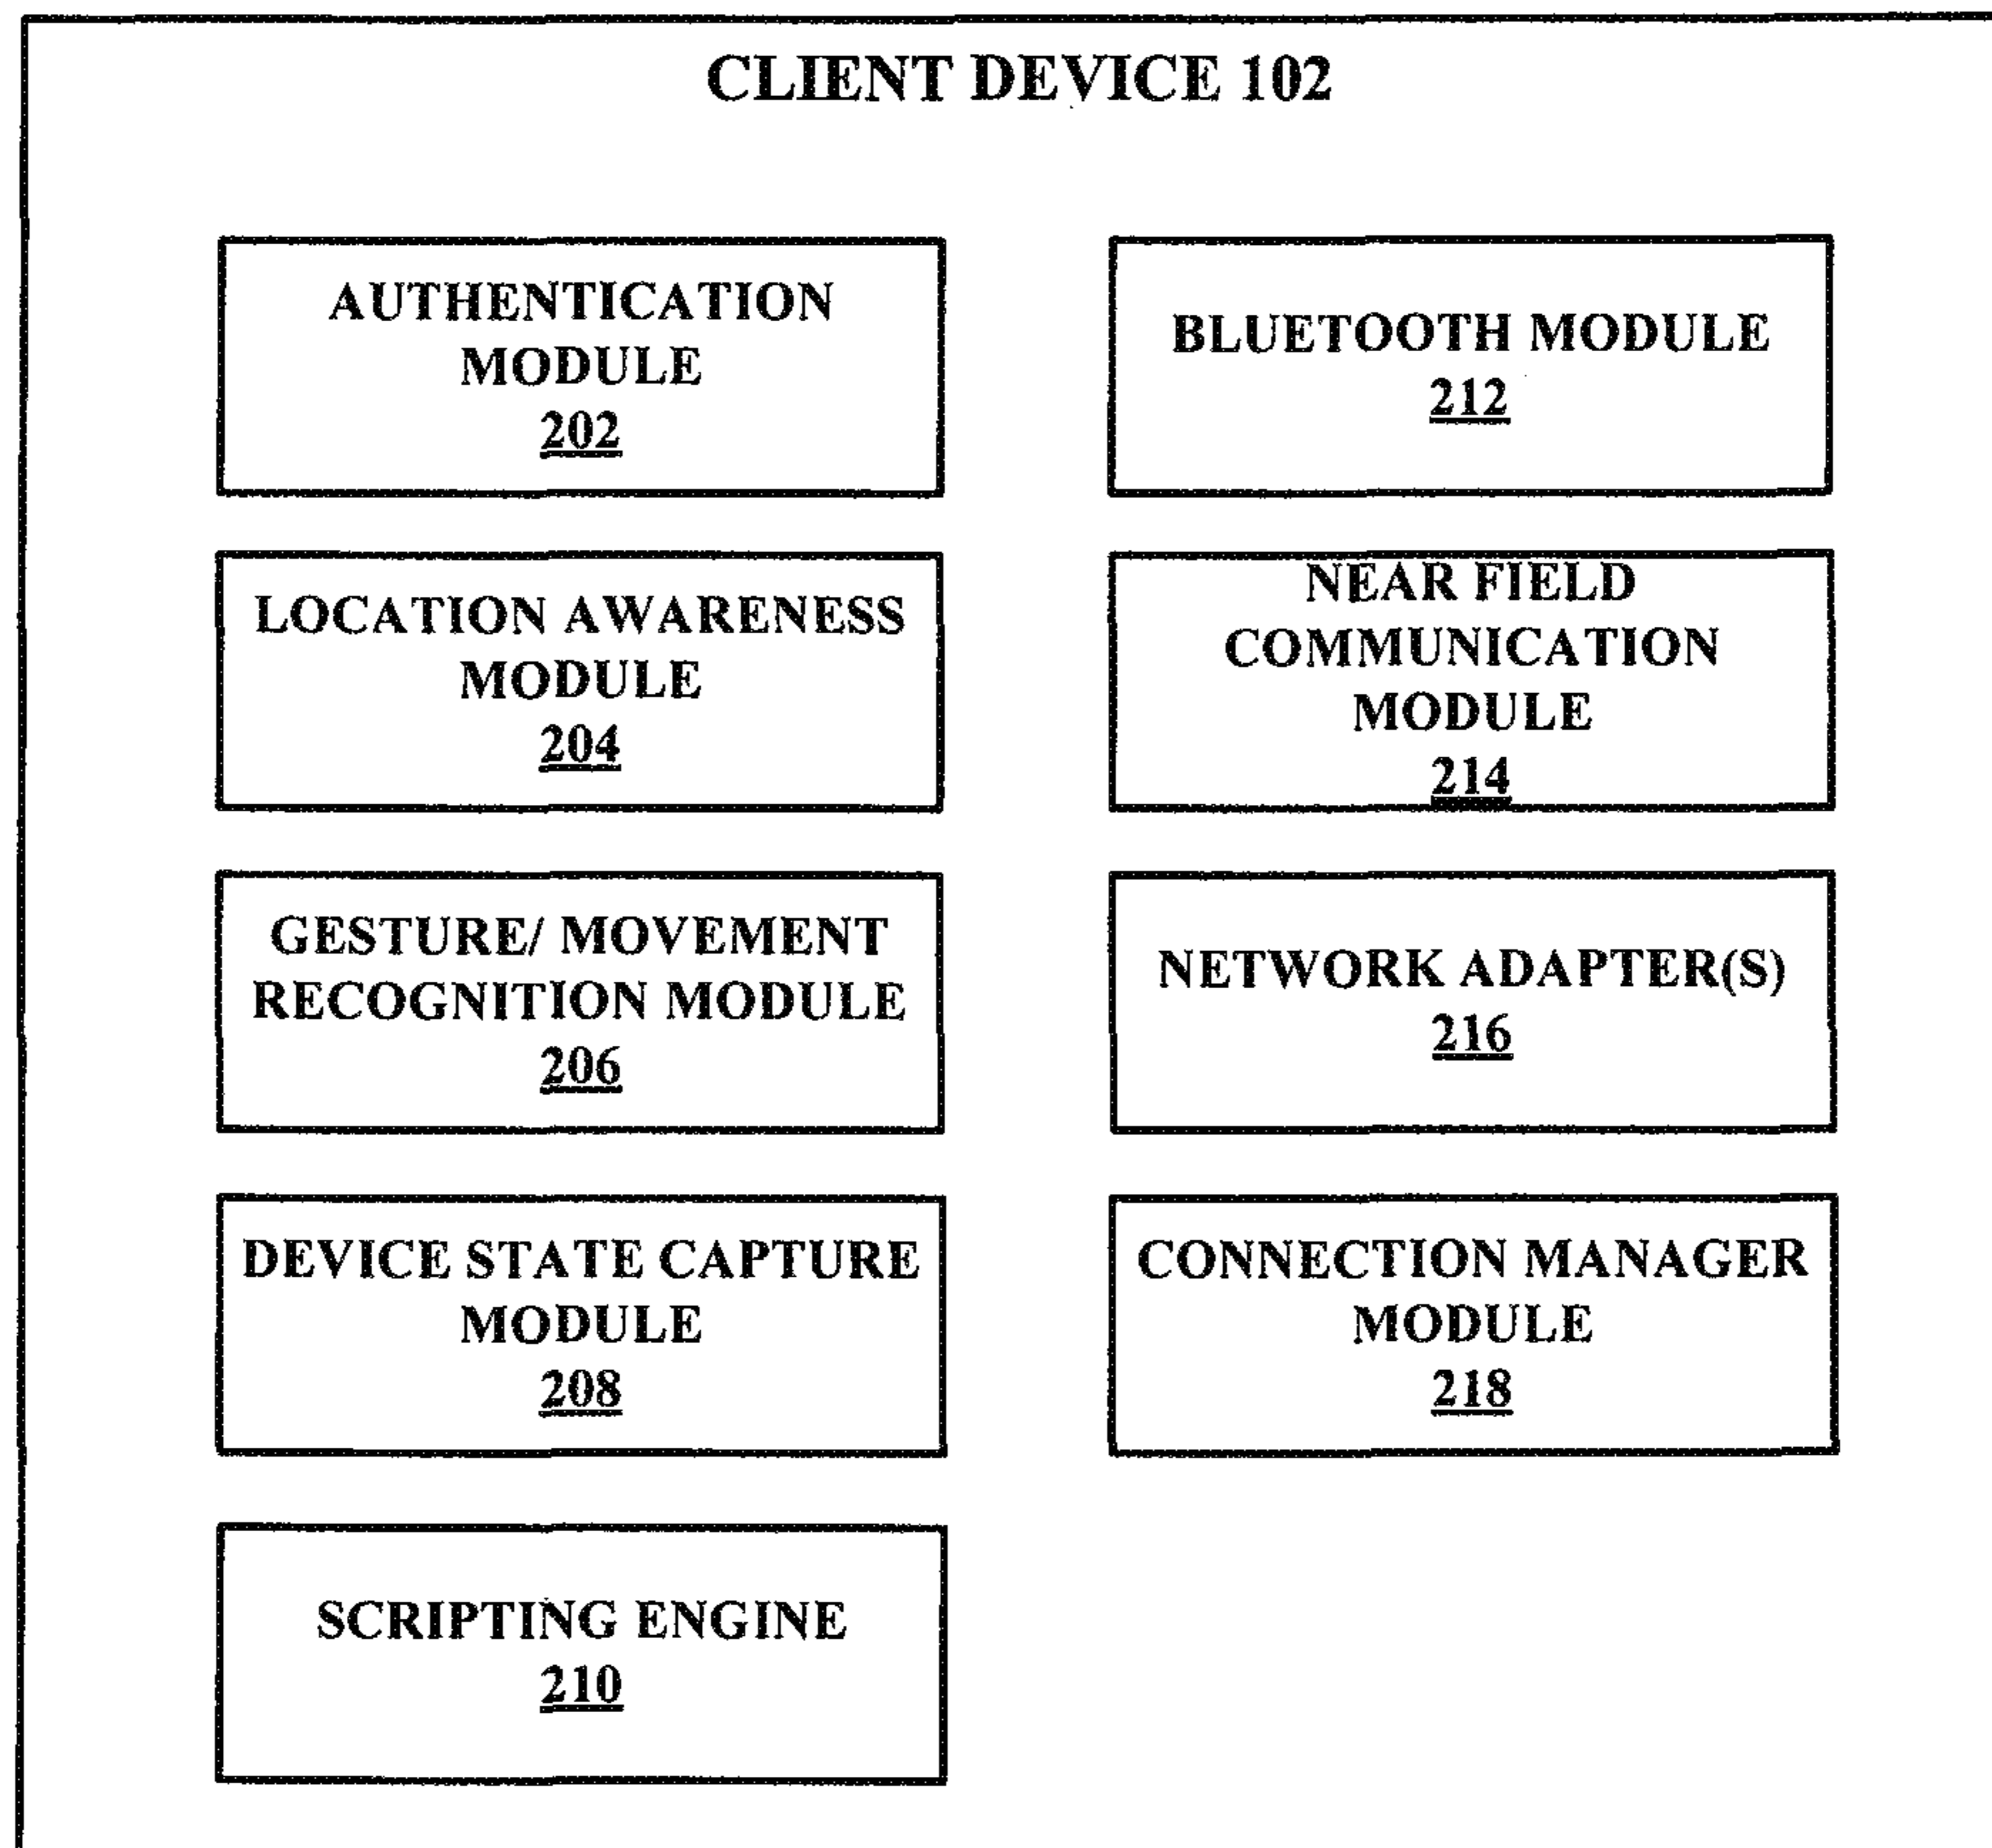 CLIENT DEVICE 102
AUTHENTICATION
MODULE
202
LOCATION AWARENESS
MODULE
204
GESTURE/ MOVEMENT
RECOGNITION MODULE
206
DEVICE STATE CAPTURE
MODULE
208
SCRIPTING ENGINE
210
BLUETOOTH MODULE
212
NEAR FIELD
COMMUNICATION
MODULE
214
NETWORK ADAPTER(S)
216
CONNECTION MANAGER
MODULE
218